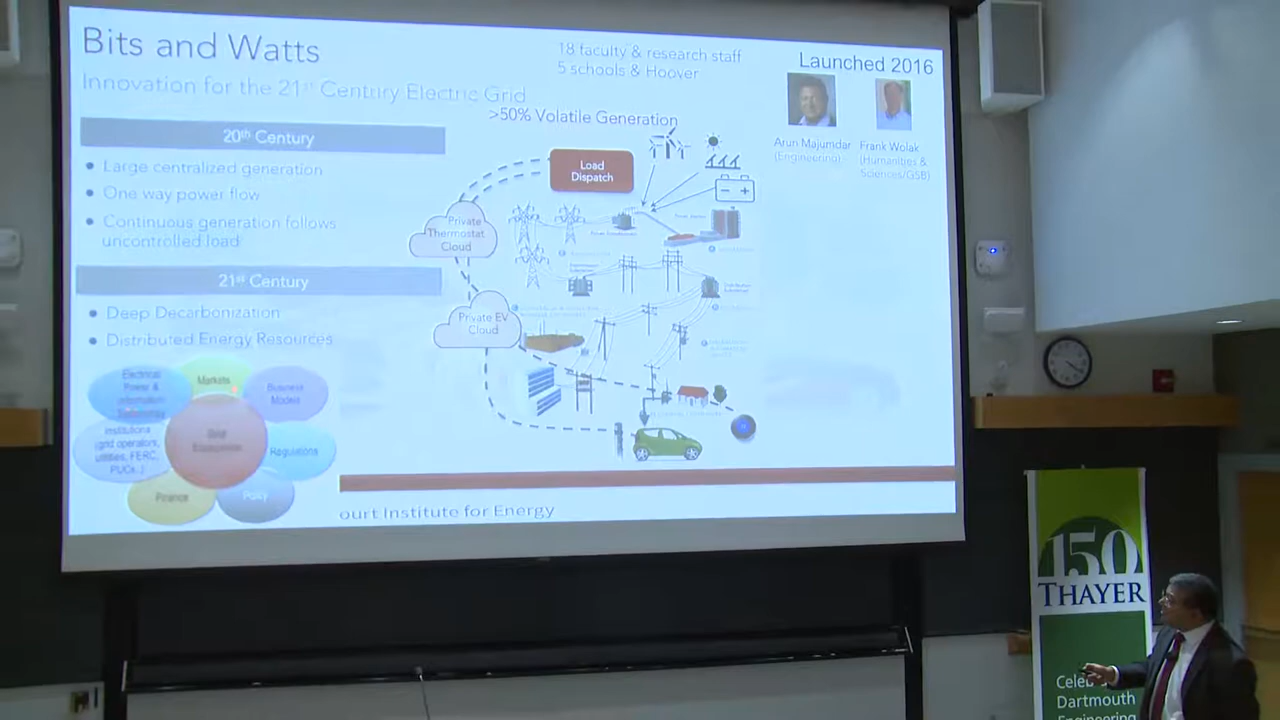 Bits and Watts
Innovation for the 21st Century Electric Grid
18 faculty & research staff
5 schools & Hoover
Launched 2016
Arun Majumdar
(Engineering)
Frank Wolak
(Humanities &
Sciences/GSB)
>50% Volatile Generation
20th Century
Large centralized generation
One way power flow
Continuous generation follows
uncontrolled load
21st Century
Deep Decarbonization
Distributed Energy Resources
Load
Dispatch
Private
Thermostat
Cloud
Private EV
Cloud
Electrical
Power &
Information
Markets
Business
Models
Institutions
(grid operators,
utilities, FERC,
PUCs..)
Regulations
Finance
Policy
ourt Institute for Energy
150
THAYER
Celeb
Dartmouth
Engineering